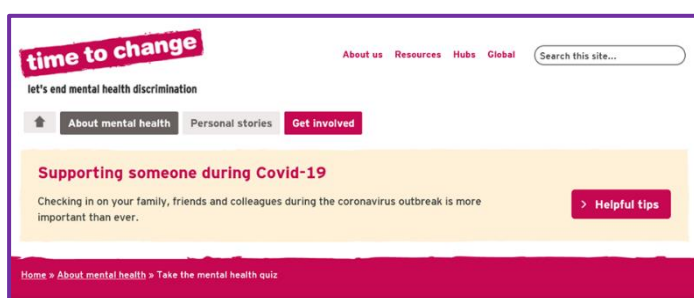 time to change
let's end mental health discrimination
About us Resources Hubs Global Search this site...
About mental health Personal stories Get involved
Supporting someone during Covid-19
Checking in on your family, friends and colleagues during the coronavirus outbreak is more
important than ever.
> Helpful tips
Home » About mental health » Take the mental health quiz